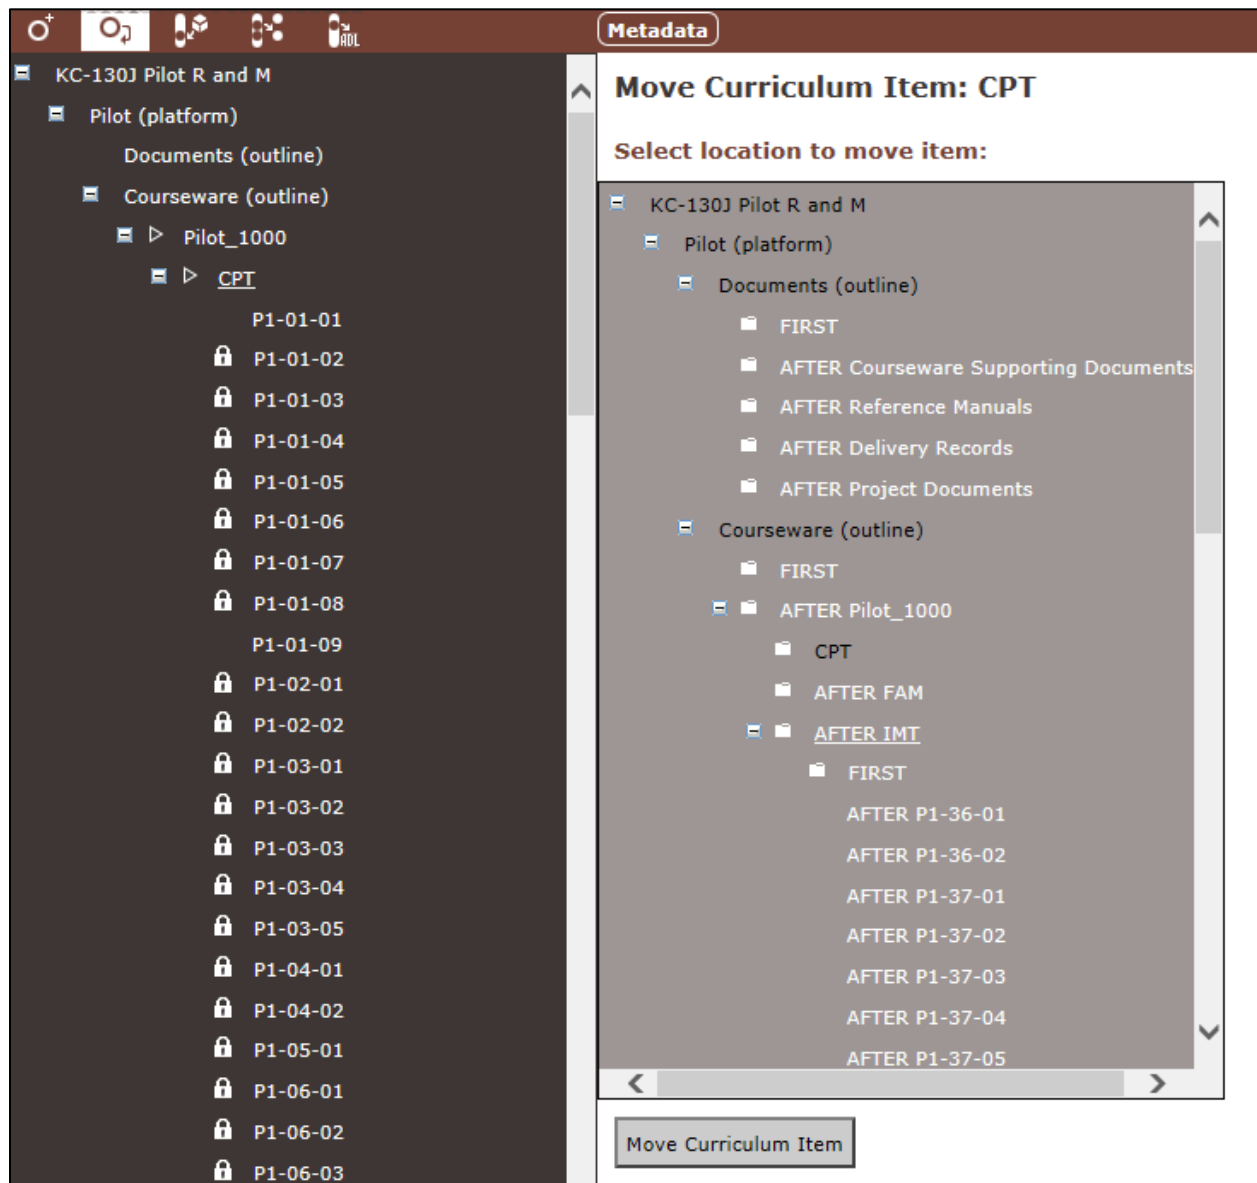 ADL
Metadata
KC-130J Pilot R and M
Pilot (platform)
Documents (outline)
Courseware (outline)
Pilot_1000
CPT
P1-01-01
P1-01-02
P1-01-03
P1-01-04
P1-01-05
P1-01-06
P1-01-07
P1-01-08
P1-01-09
P1-02-01
P1-02-02
P1-03-01
P1-03-02
P1-03-03
P1-03-04
P1-03-05
P1-04-01
P1-04-02
P1-05-01
P1-06-01
P1-06-02
P1-06-03
Move Curriculum Item: CPT
Select location to move item:
KC-130J Pilot R and M
Pilot (platform)
Documents (outline)
FIRST
AFTER Courseware Supporting Documents
AFTER Reference Manuals
AFTER Delivery Records
AFTER Project Documents
Courseware (outline)
FIRST
AFTER Pilot_1000
CPT
AFTER FAM
AFTER IMT
FIRST
AFTER P1-36-01
AFTER P1-36-02
AFTER P1-37-01
AFTER P1-37-02
AFTER P1-37-03
AFTER P1-37-04
AFTER P1-37-05
Move Curriculum Item